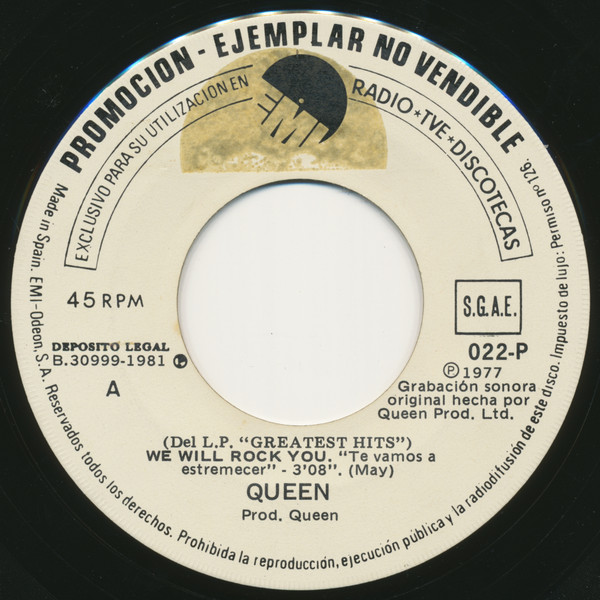 PROMOCION - EJEMPLAR NO VENDIBLE
EXCLUSIVO PARA SU UTILIZACION EN RADIO★TVE★DISCOTECAS
EMI
45 RPM
S.G.A.E.
DEPOSITO LEGAL
B.30999-1981
A
022-P
Ⓟ 1977
Grabación sonora
original hecha por
Queen Prod. Ltd.
(Del L.P. “GREATEST HITS”)
WE WILL ROCK YOU. “Te vamos a
estremecer” - 3'08". (May)
QUEEN
Prod. Queen
Made in Spain. EMI-Odeon, S.A. Reservados todos los derechos. Prohibida la reproducción, ejecución pública y la radiodifusión de este disco. Impuesto de lujo: Permiso nº 126.